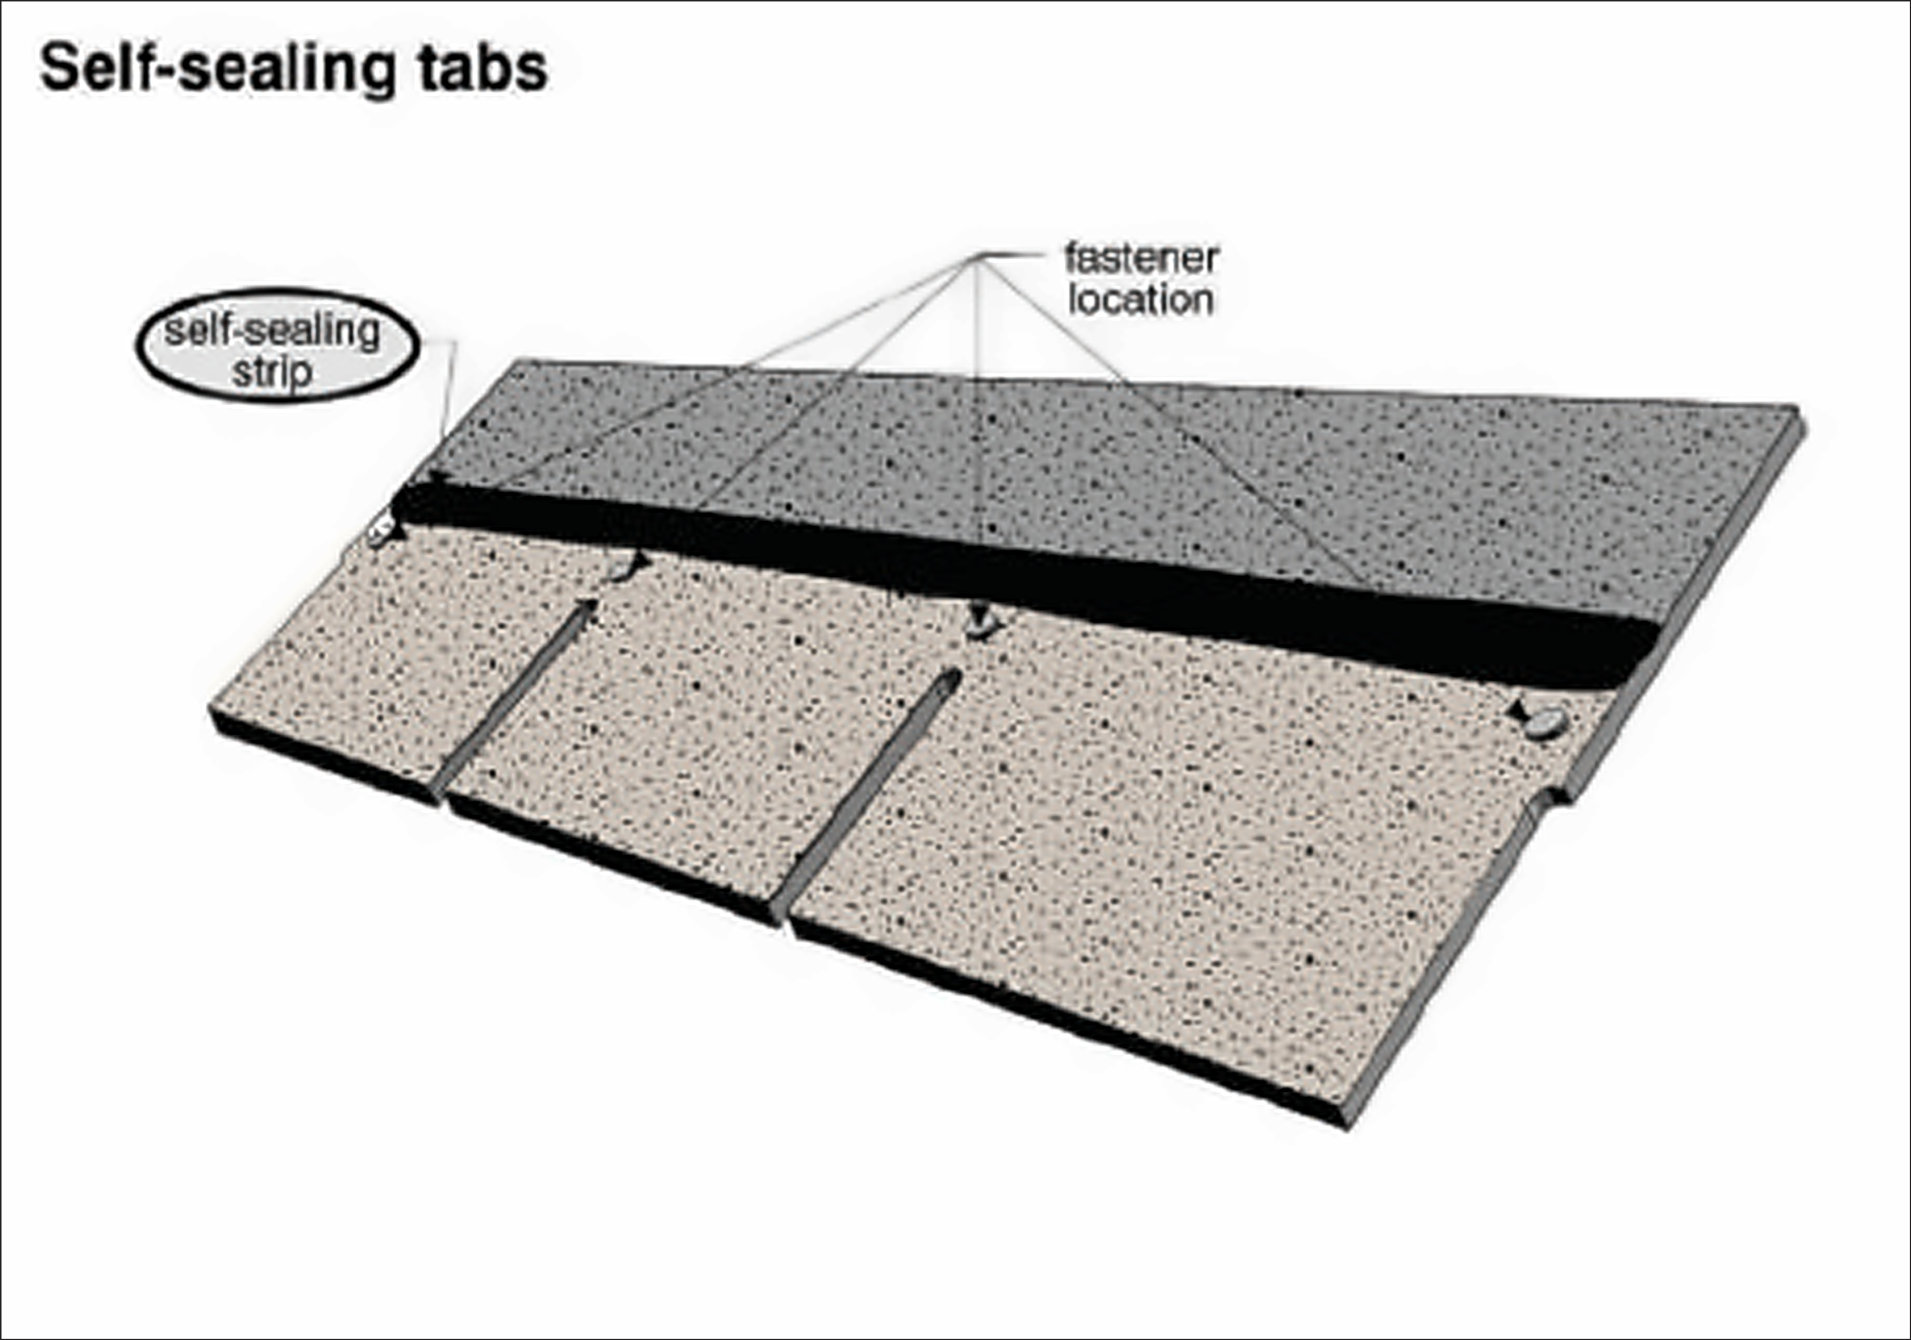 Self-sealing tabs
fastener
location
self-sealing
strip